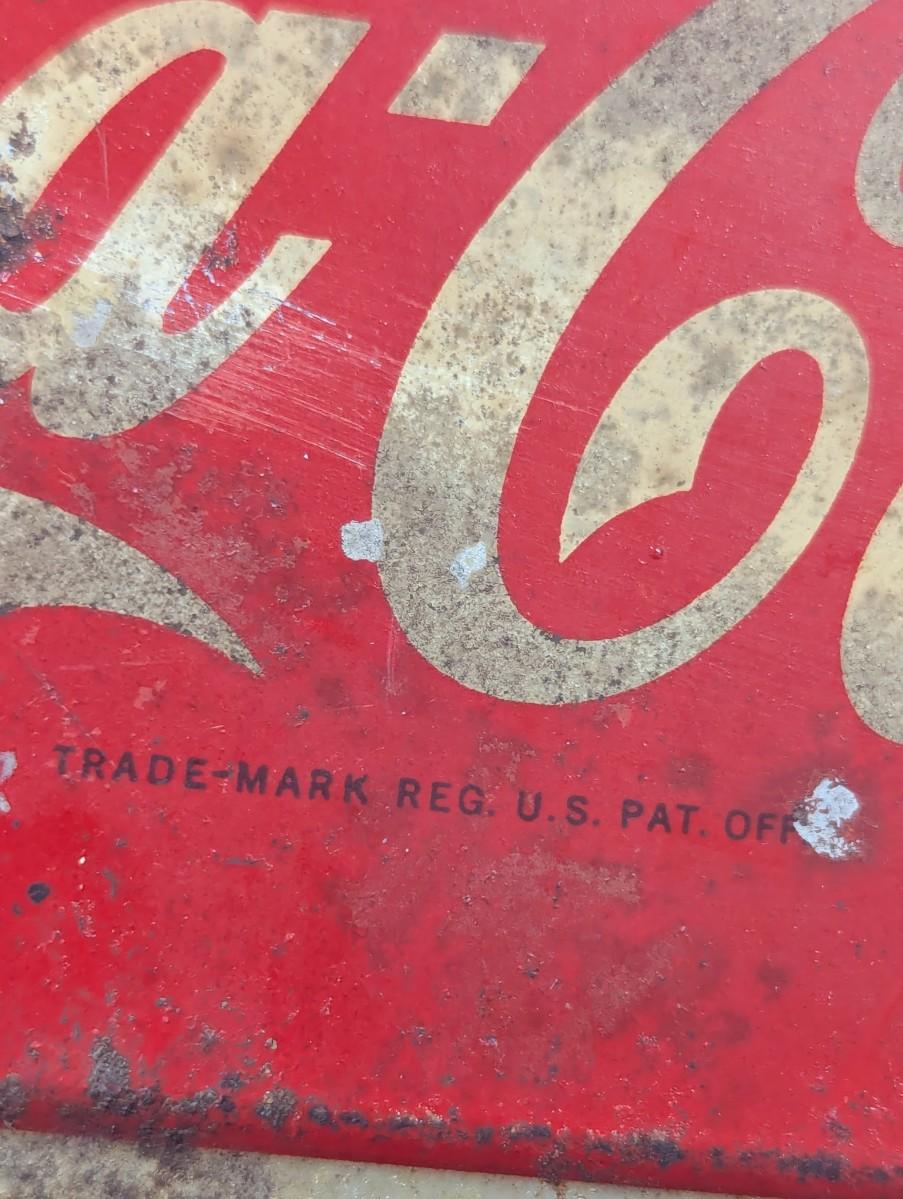 a-C
TRADE-MARK REG. U.S. PAT. OFF